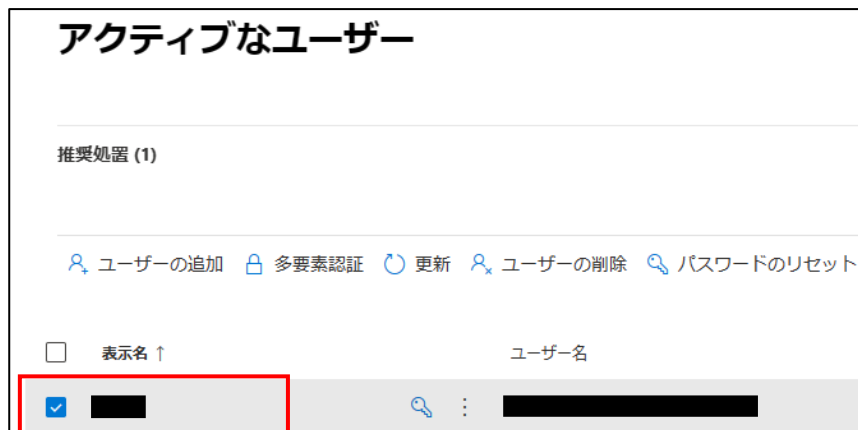 アクティブなユーザー
推奨処置 (1)
ユーザーの追加 多要素認証 更新 ユーザーの削除 パスワードのリセット
表示名 ↑ ユーザー名